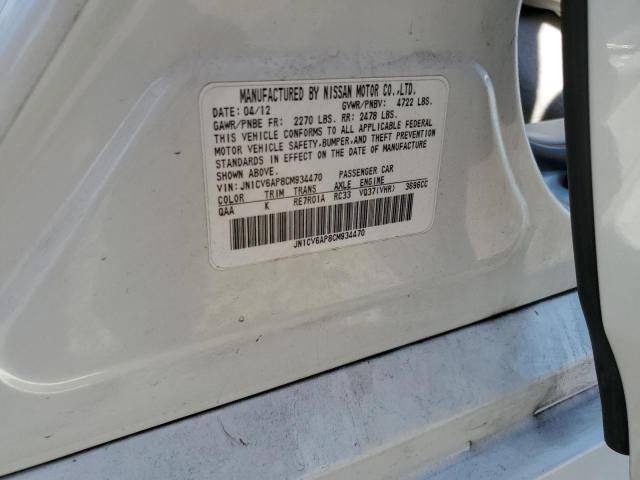 MANUFACTURED BY NISSAN MOTOR CO.,LTD.
DATE: 04/12 GVWR/PNBV: 4722 LBS.
GAWR/PNBE FR: 2270 LBS. RR: 2478 LBS.
THIS VEHICLE CONFORMS TO ALL APPLICABLE FEDERAL
MOTOR VEHICLE SAFETY,BUMPER,AND THEFT PREVENTION
STANDARDS IN EFFECT ON THE DATE OF MANUFACTURE
SHOWN ABOVE.
VIN: JN1CV6AP8CM934470 PASSENGER CAR
COLOR TRIM TRANS AXLE ENGINE
QAA K RE7R01A RC33 VQ37(VHR) 3696CC
JN1CV6AP8CM934470